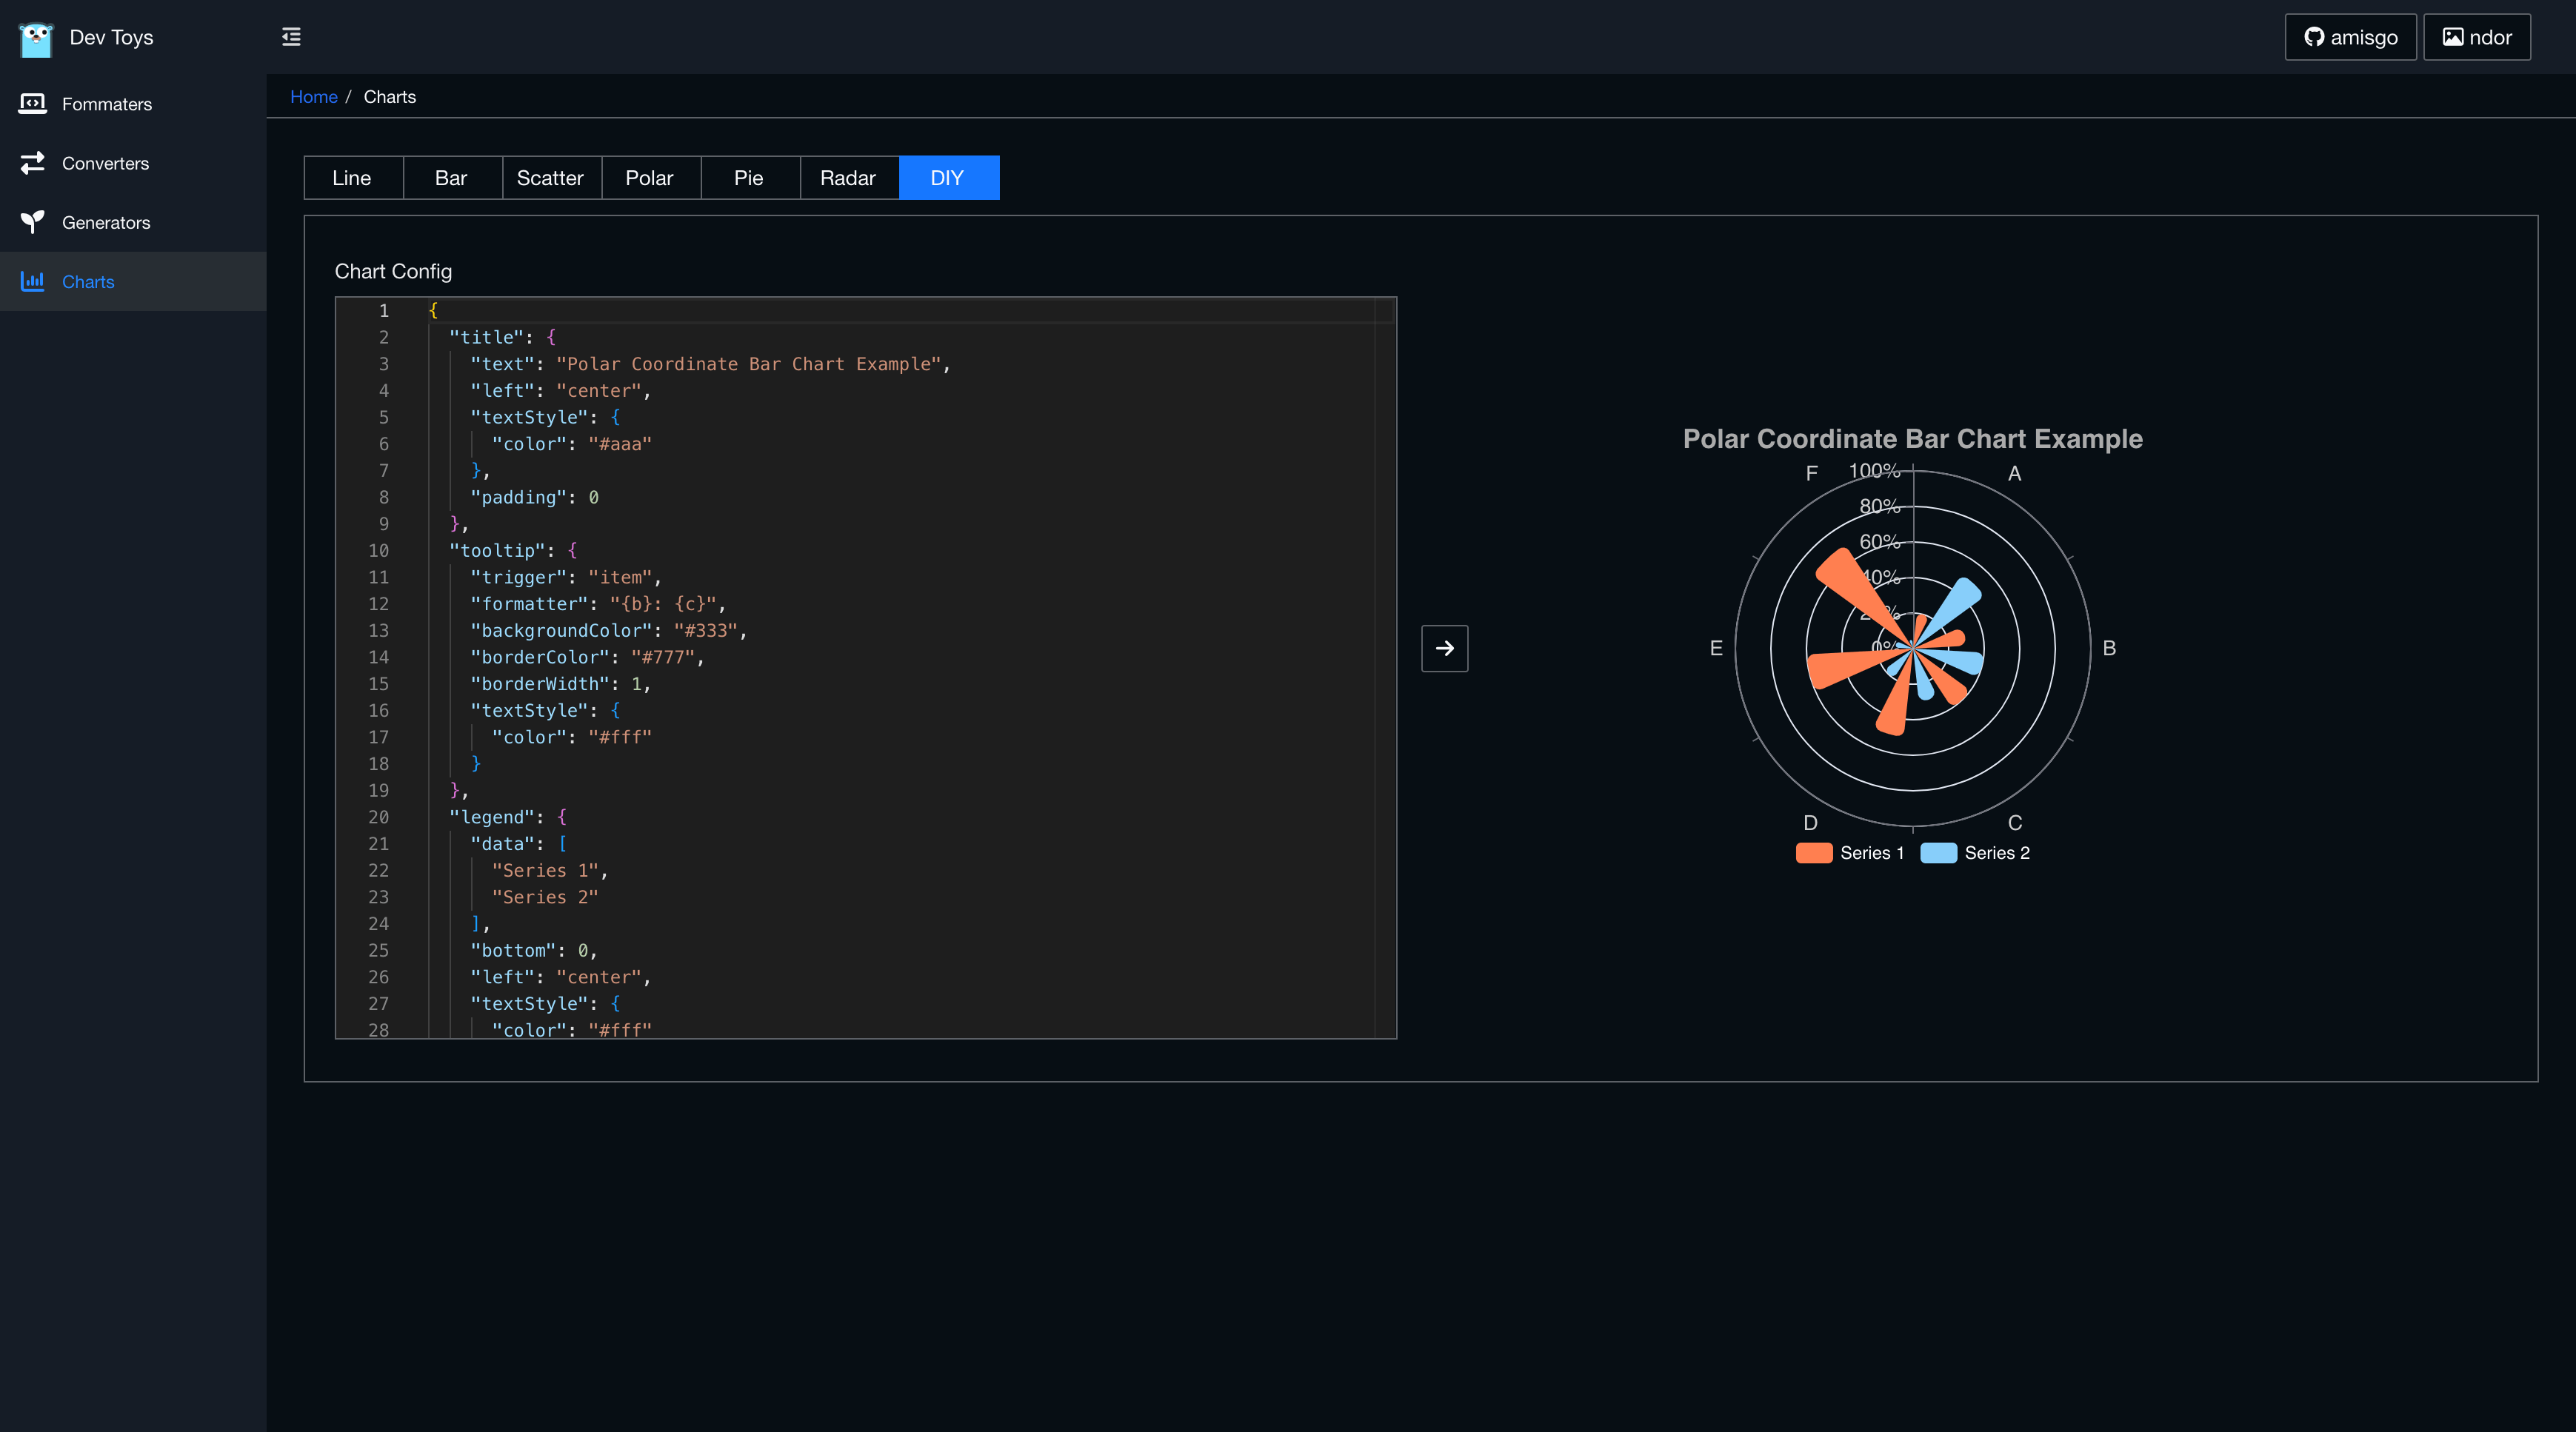 Dev Toys
amisgo
ndor
Fommaters
Converters
Generators
Charts
Home / Charts
Line
Bar
Scatter
Polar
Pie
Radar
DIY
Chart Config
1 {
2 "title": {
3 "text": "Polar Coordinate Bar Chart Example",
4 "left": "center",
5 "textStyle": {
6 "color": "#aaa"
7 },
8 "padding": 0
9 },
10 "tooltip": {
11 "trigger": "item",
12 "formatter": "{b}: {c}",
13 "backgroundColor": "#333",
14 "borderColor": "#777",
15 "borderWidth": 1,
16 "textStyle": {
17 "color": "#fff"
18 }
19 },
20 "legend": {
21 "data": [
22 "Series 1",
23 "Series 2"
24 ],
25 "bottom": 0,
26 "left": "center",
27 "textStyle": {
28 "color": "#fff"
Polar Coordinate Bar Chart Example
F
100%
A
80%
60%
40%
20%
0%
E
B
D
C
Series 1
Series 2